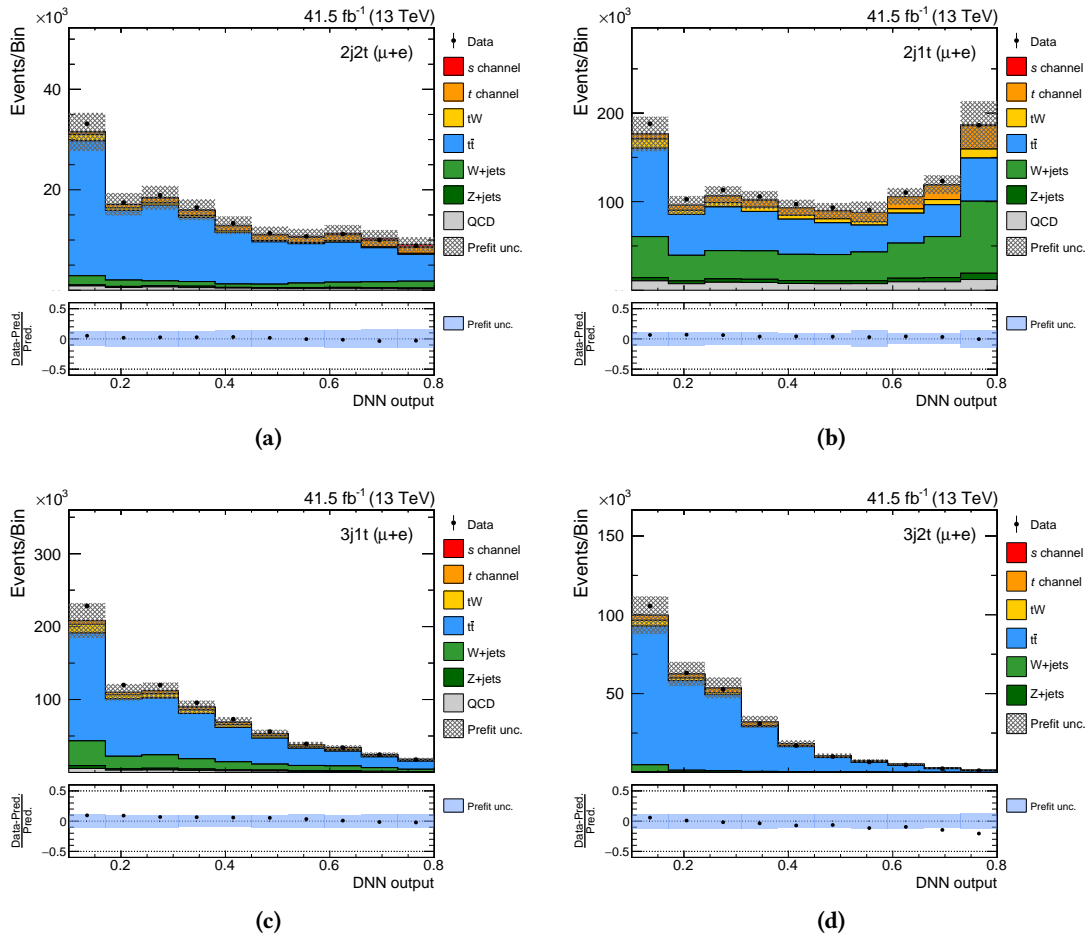 ×10³
41.5 fb⁻¹ (13 TeV)
Events/Bin
2j2t (μ+e)
40
20
Data
s channel
t channel
tW
tt̄
W+jets
Z+jets
QCD
Prefit unc.
Data-Pred.
Pred.
0.5
0
−0.5
Prefit unc.
0.2
0.4
0.6
0.8
DNN output
(a)
×10³
41.5 fb⁻¹ (13 TeV)
Events/Bin
2j1t (μ+e)
200
100
Data
s channel
t channel
tW
tt̄
W+jets
Z+jets
QCD
Prefit unc.
Data-Pred.
Pred.
0.5
0
−0.5
Prefit unc.
0.2
0.4
0.6
0.8
DNN output
(b)
×10³
41.5 fb⁻¹ (13 TeV)
Events/Bin
3j1t (μ+e)
300
200
100
Data
s channel
t channel
tW
tt̄
W+jets
Z+jets
QCD
Prefit unc.
Data-Pred.
Pred.
0.5
0
−0.5
Prefit unc.
0.2
0.4
0.6
0.8
DNN output
(c)
×10³
41.5 fb⁻¹ (13 TeV)
Events/Bin
3j2t (μ+e)
150
100
50
Data
s channel
t channel
tW
tt̄
W+jets
Z+jets
Prefit unc.
Data-Pred.
Pred.
0.5
0
−0.5
Prefit unc.
0.2
0.4
0.6
0.8
DNN output
(d)